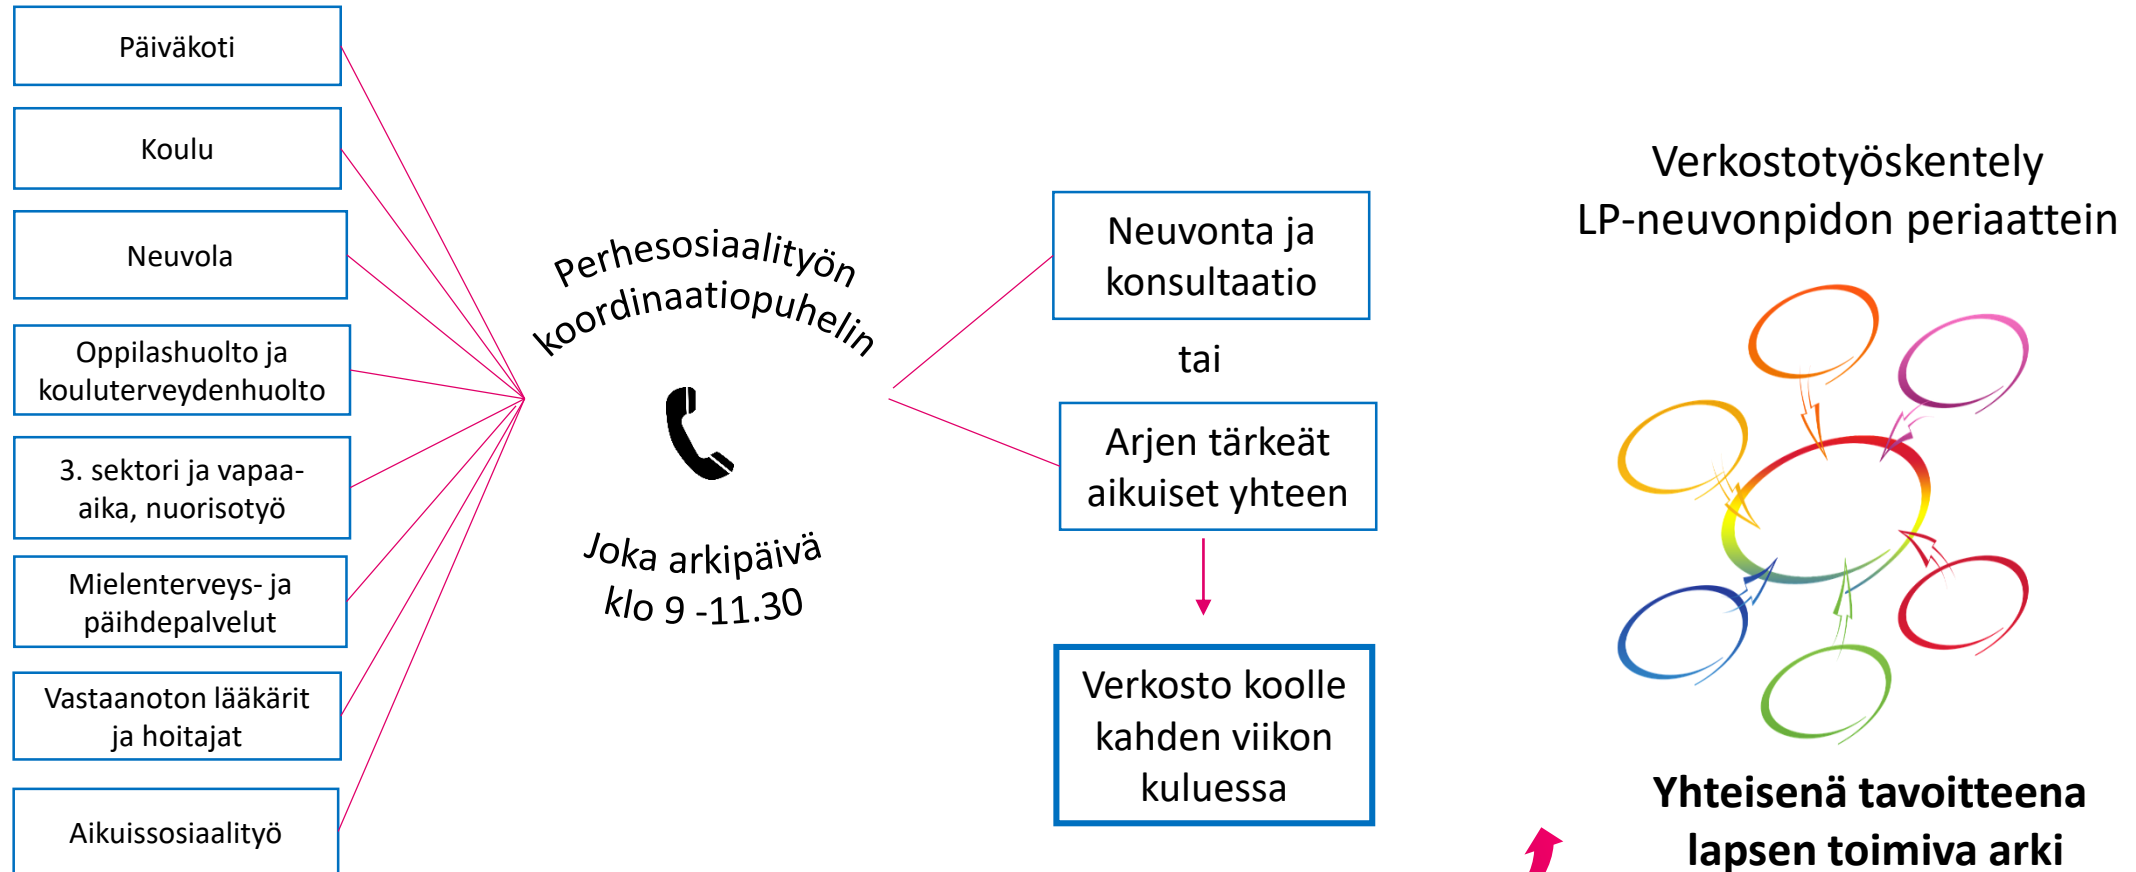 Päiväkoti
Koulu
Neuvola
Oppilashuolto ja
kouluterveydenhuolto
3. sektori ja vapaa-
aika, nuorisotyö
Mielenterveys- ja
päihdepalvelut
Vastaanoton lääkärit
ja hoitajat
Aikuissosiaalityö
Perhesosiaalityön
koordinaatiopuhelin
Joka arkipäivä
klo 9 -11.30
Neuvonta ja
konsultaatio
tai
Arjen tärkeät
aikuiset yhteen
Verkosto koolle
kahden viikon
kuluessa
Verkostotyöskentely
LP-neuvonpidon periaattein
Yhteisenä tavoitteena
lapsen toimiva arki